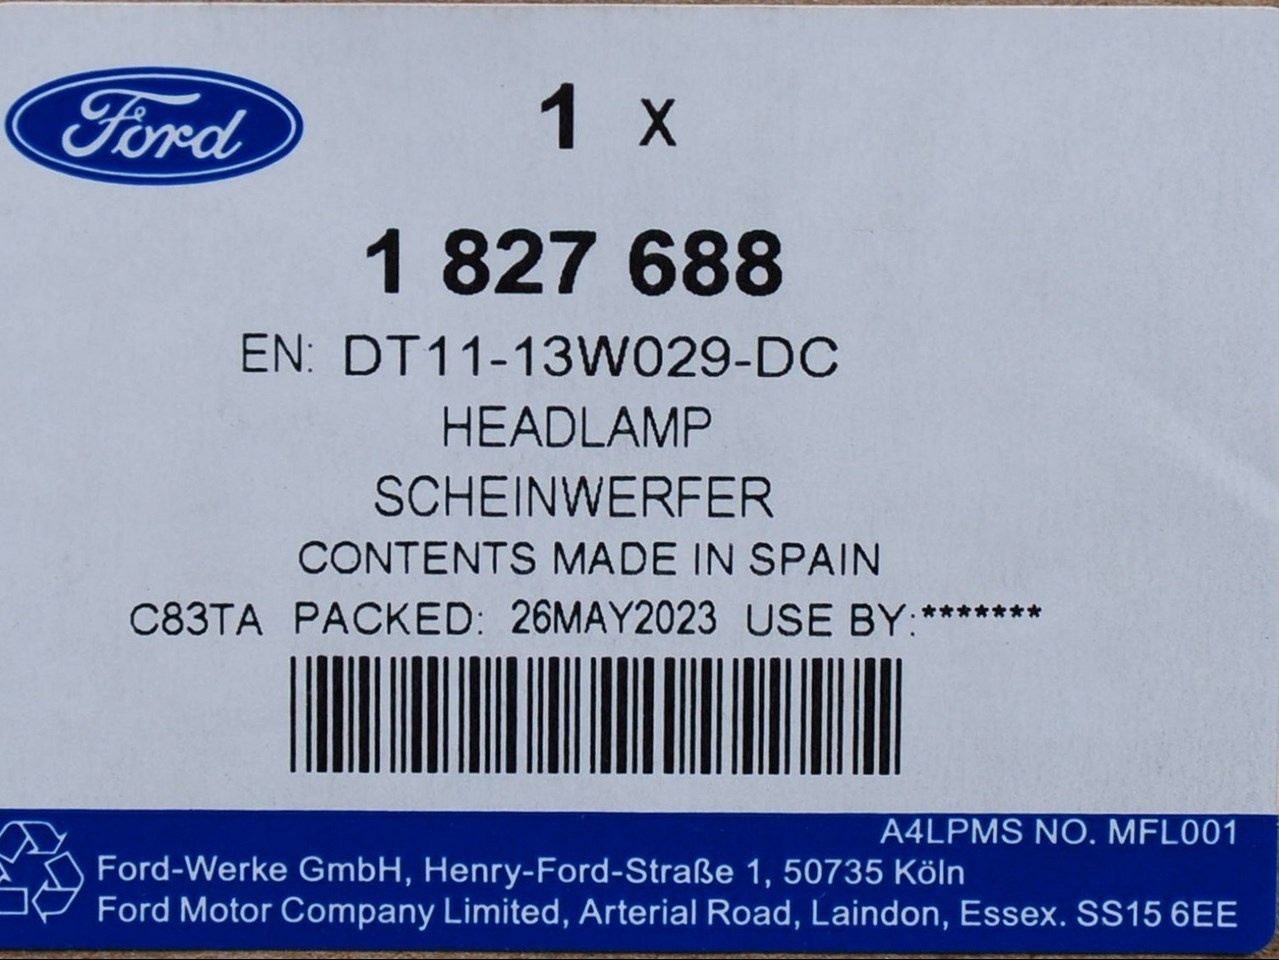 Ford
1 X
1 827 688
EN: DT11-13W029-DC
HEADLAMP
SCHEINWERFER
CONTENTS MADE IN SPAIN
C83TA PACKED: 26MAY2023 USE BY:*******
A4LPMS NO. MFL001
Ford-Werke GmbH, Henry-Ford-Straße 1, 50735 Köln
Ford Motor Company Limited, Arterial Road, Laindon, Essex. SS15 6EE